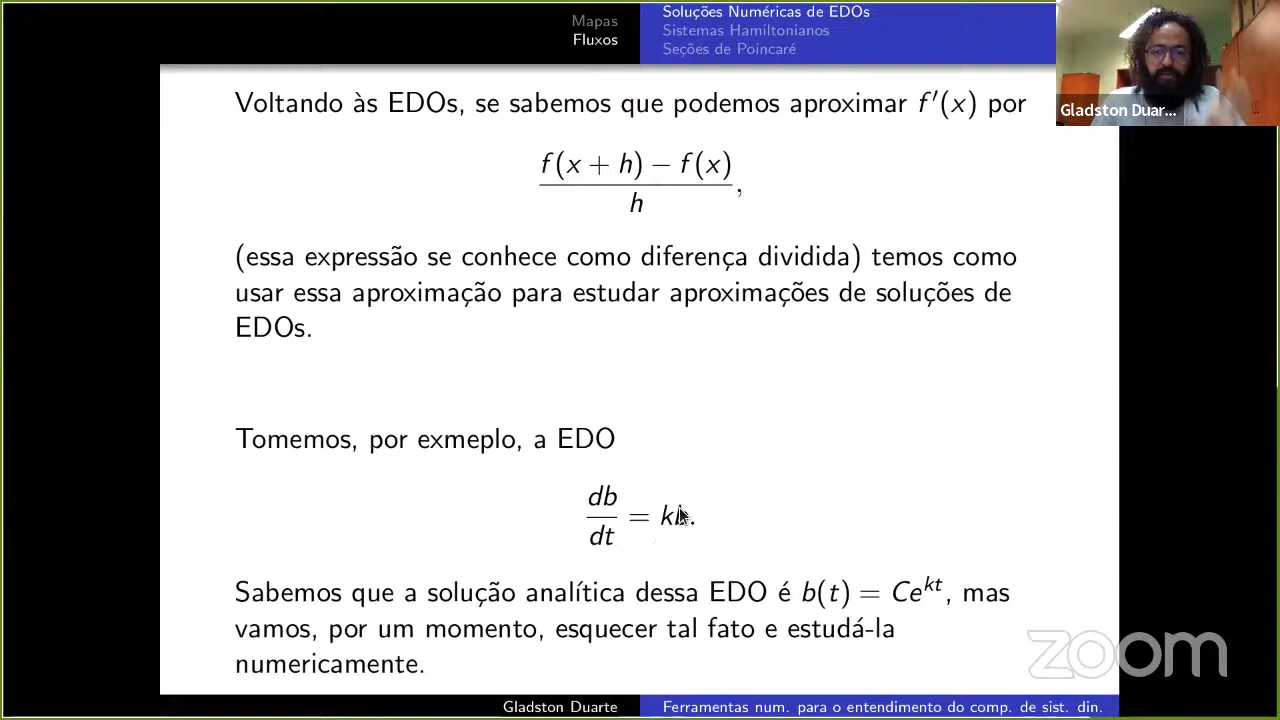 Mapas
Fluxos
Soluções Numéricas de EDOs
Sistemas Hamiltonianos
Seções de Poincaré
Gladston Duar...
Voltando às EDOs, se sabemos que podemos aproximar f′(x) por
f(x + h) − f(x)
h
,
(essa expressão se conhece como diferença dividida) temos como
usar essa aproximação para estudar aproximações de soluções de
EDOs.
Tomemos, por exmeplo, a EDO
db
dt
= kb.
Sabemos que a solução analítica dessa EDO é b(t) = Ce^{kt}, mas
vamos, por um momento, esquecer tal fato e estudá-la
numericamente.
zoom
Gladston Duarte
Ferramentas num. para o entendimento do comp. de sist. din.